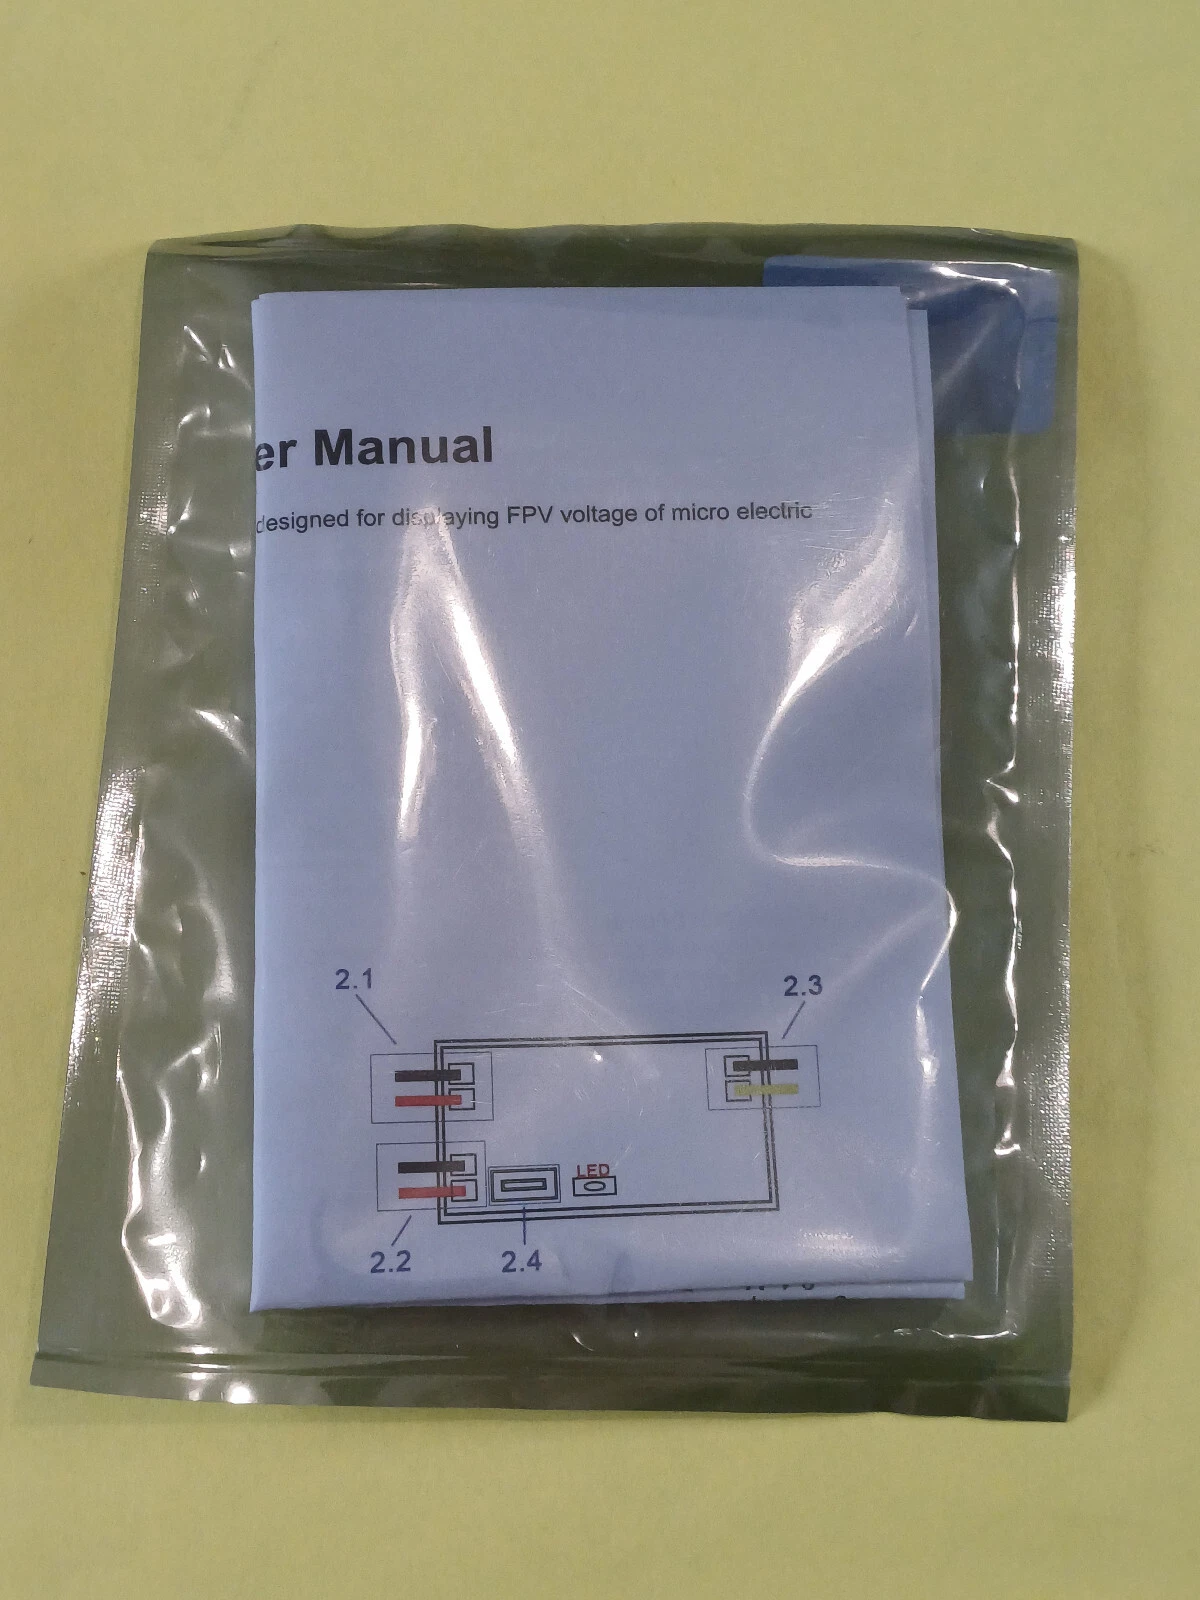 er Manual
designed for displaying FPV voltage of micro electric
2.1
2.3
LED
2.2
2.4